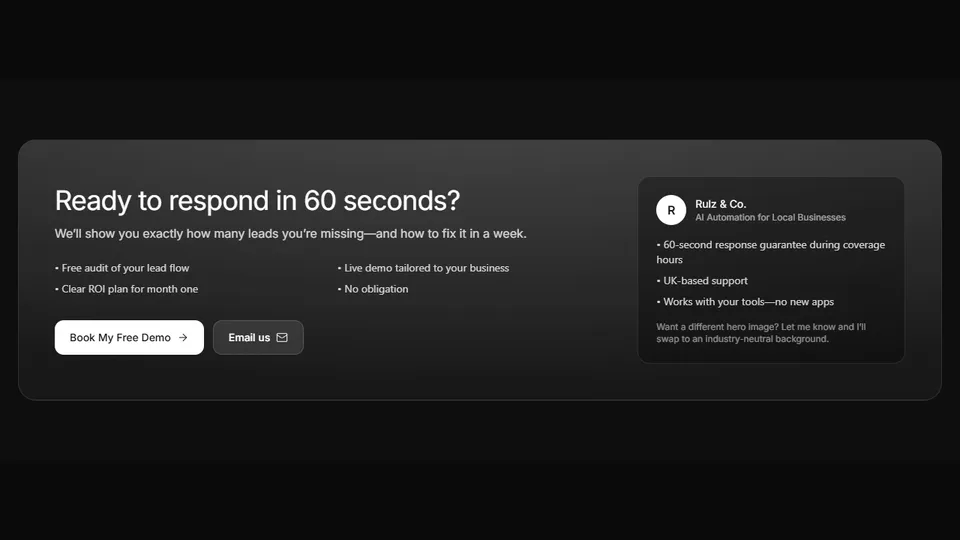 Ready to respond in 60 seconds?
We’ll show you exactly how many leads you’re missing—and how to fix it in a week.
• Free audit of your lead flow
• Live demo tailored to your business
• Clear ROI plan for month one
• No obligation
Book My Free Demo
Email us
R
Rulz & Co.
AI Automation for Local Businesses
• 60-second response guarantee during coverage
hours
• UK-based support
• Works with your tools—no new apps
Want a different hero image? Let me know and I’ll
swap to an industry-neutral background.